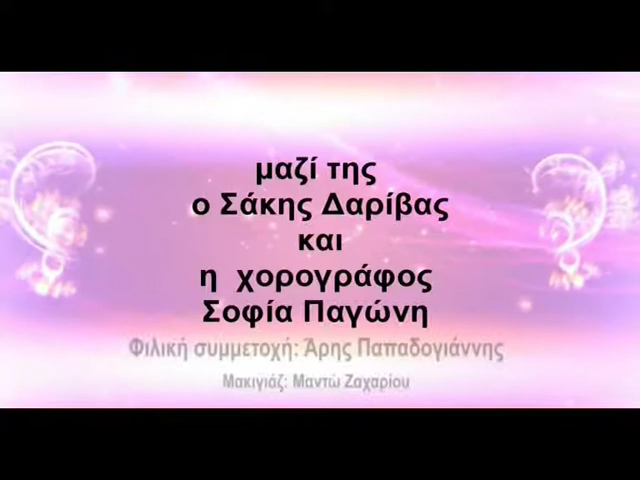 μαζί της
ο Σάκης Δαρίβας
και
η χορογράφος
Σοφία Παγώνη
Φιλική συμμετοχή: Άρης Παπαδογιάννης
Μακιγιάζ: Μαντώ Ζαχαρίου